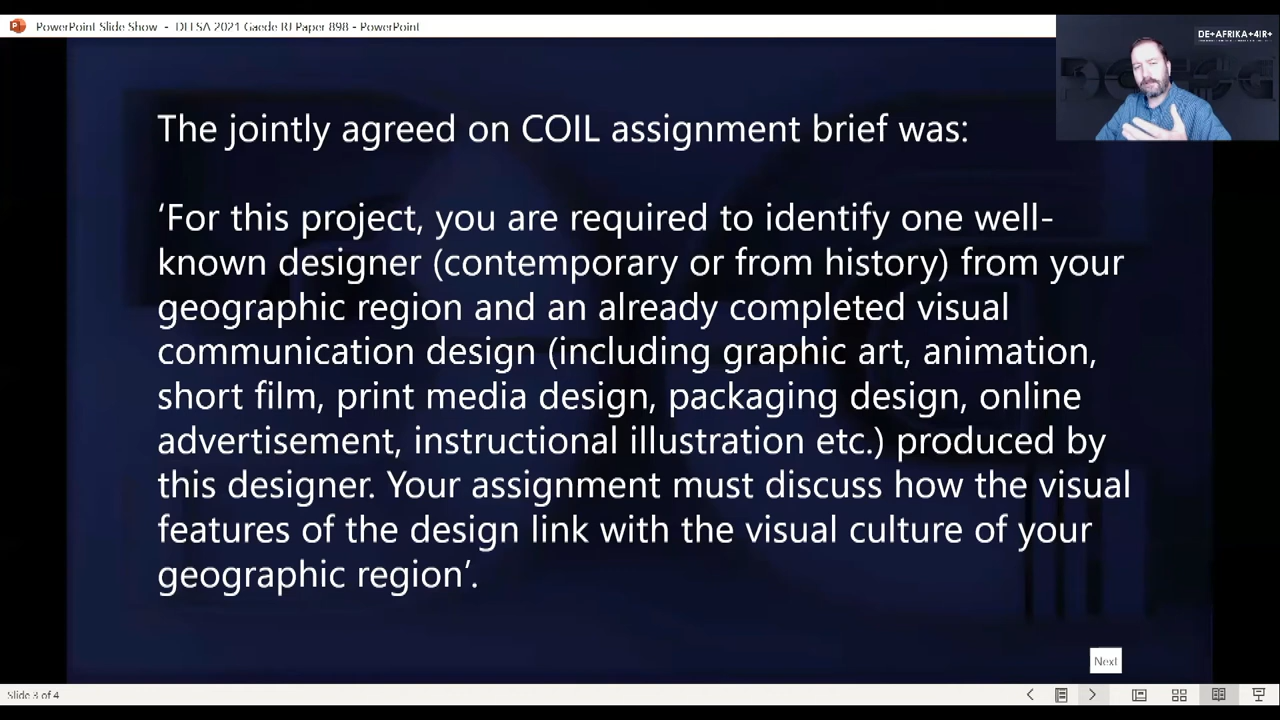 PowerPoint Slide Show - DEFSA 2021 Gaede RJ Paper 898 - PowerPoint
DE+AFRIKA+4IR+
The jointly agreed on COIL assignment brief was:
‘For this project, you are required to identify one well-
known designer (contemporary or from history) from your
geographic region and an already completed visual
communication design (including graphic art, animation,
short film, print media design, packaging design, online
advertisement, instructional illustration etc.) produced by
this designer. Your assignment must discuss how the visual
features of the design link with the visual culture of your
geographic region’.
Next
Slide 3 of 4